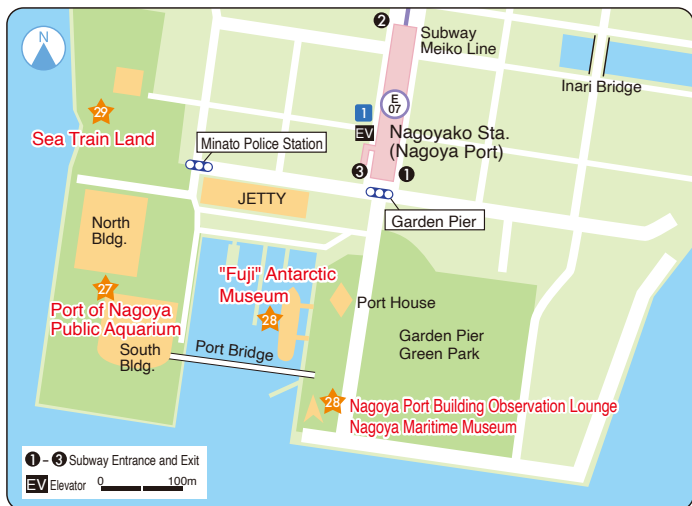 N
2
Subway
Meiko Line
Inari Bridge
E
07
1
EV
Nagoyako Sta.
(Nagoya Port)
29
Sea Train Land
Minato Police Station
3
1
JETTY
Garden Pier
North
Bldg.
27
Port of Nagoya
Public Aquarium
South
Bldg.
"Fuji" Antarctic
Museum
28
Port House
Port Bridge
Garden Pier
Green Park
28
Nagoya Port Building Observation Lounge
Nagoya Maritime Museum
1 – 3 Subway Entrance and Exit
EV Elevator 0 100m